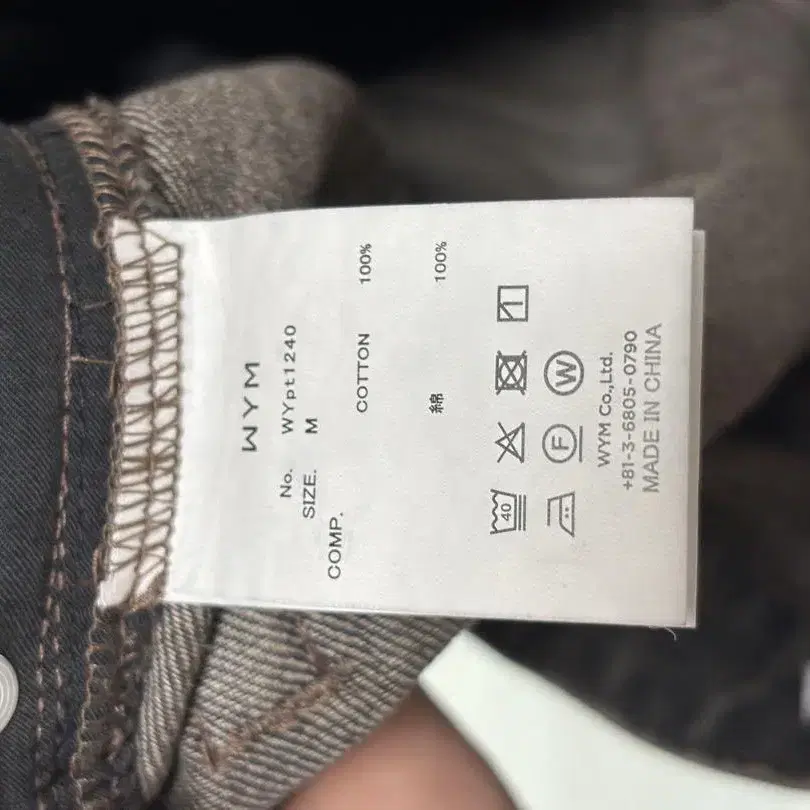 WYM
No. WYpt1240
SIZE. M
COMP.
COTTON 100%
綿 100%
40
F W
WYM Co.,Ltd.
+81-3-6805-0790
MADE IN CHINA